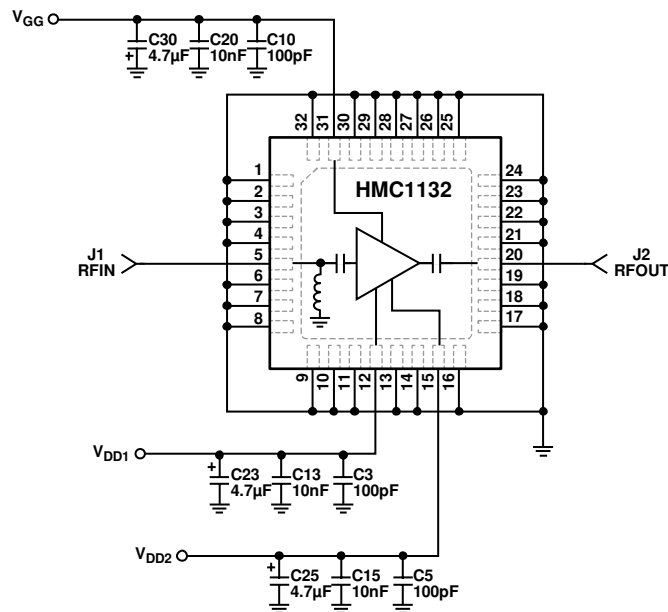 VGG
C30
4.7µF
+
C20
10nF
C10
100pF
32
31
30
29
28
27
26
25
HMC1132
1
2
3
4
5
6
7
8
24
23
22
21
20
19
18
17
J1
RFIN
J2
RFOUT
9
10
11
12
13
14
15
16
VDD1
+
C23
4.7µF
C13
10nF
C3
100pF
VDD2
+
C25
4.7µF
C15
10nF
C5
100pF